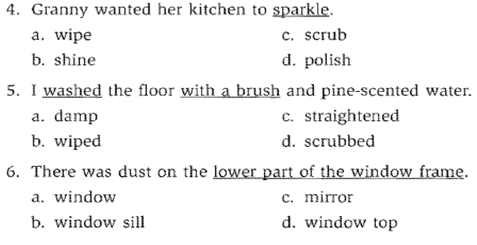 4. Granny wanted her kitchen to sparkle.
a. wipe c. scrub
b. shine d. polish
5. I washed the floor with a brush and pine-scented water.
a. damp c. straightened
b. wiped d. scrubbed
6. There was dust on the lower part of the window frame.
a. window c. mirror
b. window sill d. window top